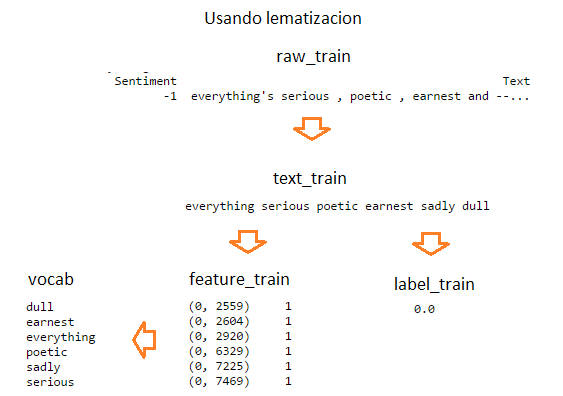 Usando lematizacion
raw_train
Sentiment Text
-1 everything's serious , poetic , earnest and --...
text_train
everything serious poetic earnest sadly dull
vocab feature_train label_train
dull (0, 2559) 1 0.0
earnest (0, 2604) 1
everything (0, 2920) 1
poetic (0, 6329) 1
sadly (0, 7225) 1
serious (0, 7469) 1